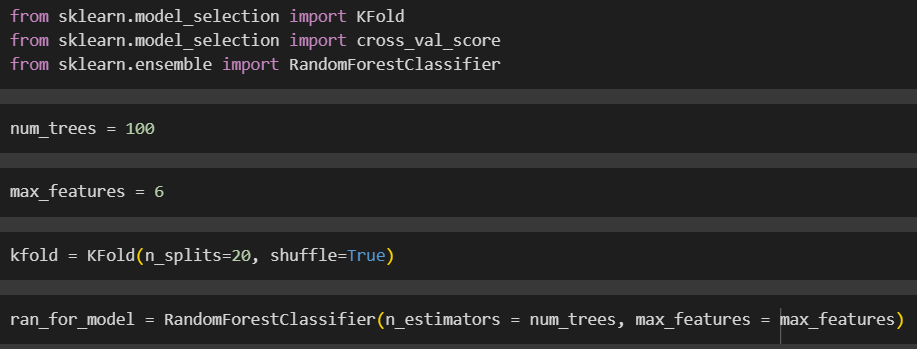 from sklearn.model_selection import KFold
from sklearn.model_selection import cross_val_score
from sklearn.ensemble import RandomForestClassifier
num_trees = 100
max_features = 6
kfold = KFold(n_splits=20, shuffle=True)
ran_for_model = RandomForestClassifier(n_estimators = num_trees, max_features = max_features)